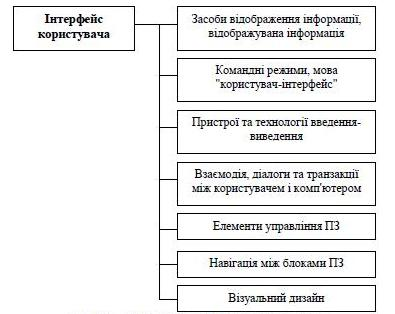 Інтерфейс
користувача
Засоби відображення інформації,
відображувана інформація
Командні режими, мова
"користувач-інтерфейс"
Пристрої та технології введення-
виведення
Взаємодія, діалоги та транзакції
між користувачем і комп'ютером
Елементи управління ПЗ
Навігація між блоками ПЗ
Візуальний дизайн